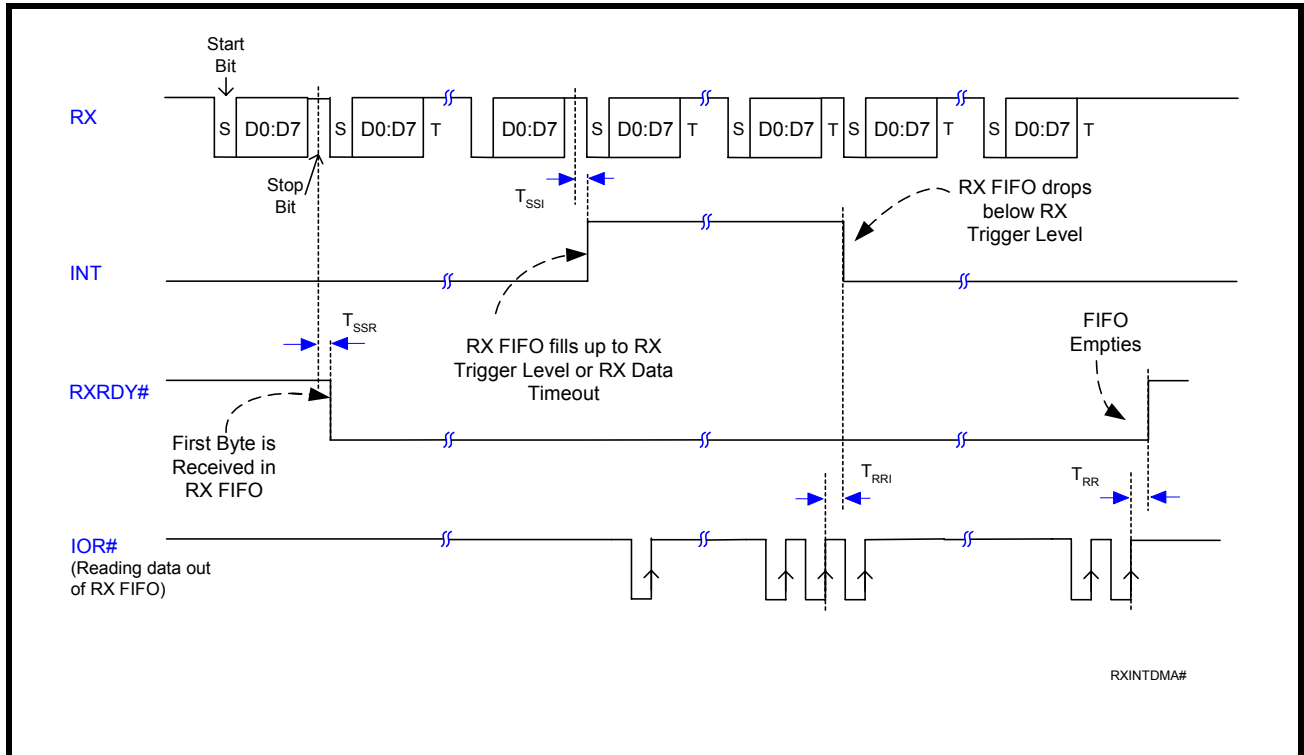 Start
Bit
RX
S D0:D7 S D0:D7 T D0:D7 S D0:D7 T S D0:D7 T S D0:D7 T S D0:D7 T
Stop
Bit
TSSI
RX FIFO drops
below RX
Trigger Level
INT
TSSR
RX FIFO fills up to RX
Trigger Level or RX Data
Timeout
FIFO
Empties
RXRDY#
First Byte is
Received in
RX FIFO
TRRI
TRR
IOR#
(Reading data out
of RX FIFO)
RXINTDMA#